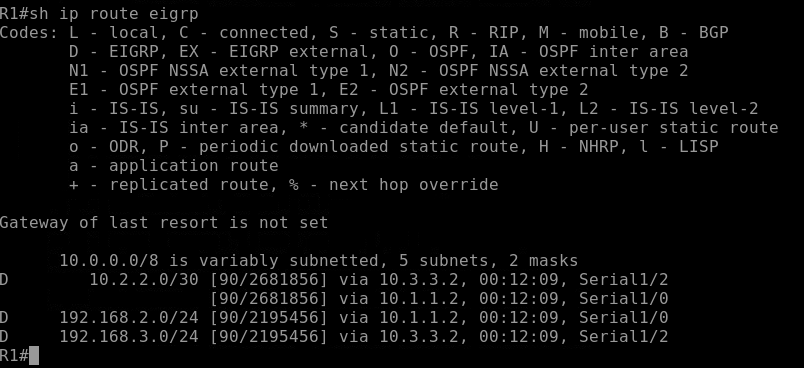 R1#sh ip route eigrp
Codes: L - local, C - connected, S - static, R - RIP, M - mobile, B - BGP
       D - EIGRP, EX - EIGRP external, O - OSPF, IA - OSPF inter area
       N1 - OSPF NSSA external type 1, N2 - OSPF NSSA external type 2
       E1 - OSPF external type 1, E2 - OSPF external type 2
       i - IS-IS, su - IS-IS summary, L1 - IS-IS level-1, L2 - IS-IS level-2
       ia - IS-IS inter area, * - candidate default, U - per-user static route
       o - ODR, P - periodic downloaded static route, H - NHRP, l - LISP
       a - application route
       + - replicated route, % - next hop override
Gateway of last resort is not set
      10.0.0.0/8 is variably subnetted, 5 subnets, 2 masks
D        10.2.2.0/30 [90/2681856] via 10.3.3.2, 00:12:09, Serial1/2
                     [90/2681856] via 10.1.1.2, 00:12:09, Serial1/0
D     192.168.2.0/24 [90/2195456] via 10.1.1.2, 00:12:09, Serial1/0
D     192.168.3.0/24 [90/2195456] via 10.3.3.2, 00:12:09, Serial1/2
R1#